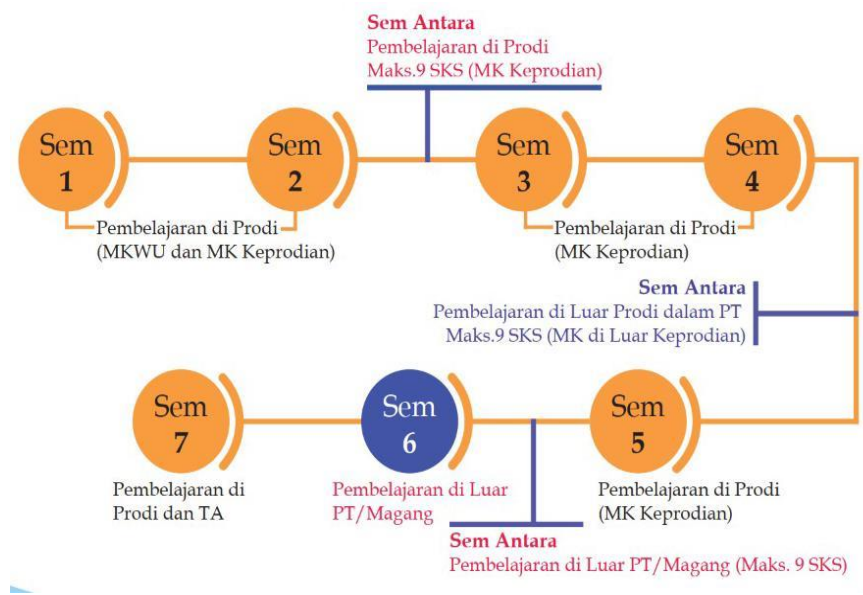 Sem Antara
Pembelajaran di Prodi
Maks.9 SKS (MK Keprodian)
Sem
1
Sem
2
Sem
3
Sem
4
Pembelajaran di Prodi
(MKWU dan MK Keprodian)
Pembelajaran di Prodi
(MK Keprodian)
Sem Antara
Pembelajaran di Luar Prodi dalam PT
Maks.9 SKS (MK di Luar Keprodian)
Sem
7
Sem
6
Sem
5
Pembelajaran di
Prodi dan TA
Pembelajaran di Luar
PT/Magang
Pembelajaran di Prodi
(MK Keprodian)
Sem Antara
Pembelajaran di Luar PT/Magang (Maks. 9 SKS)